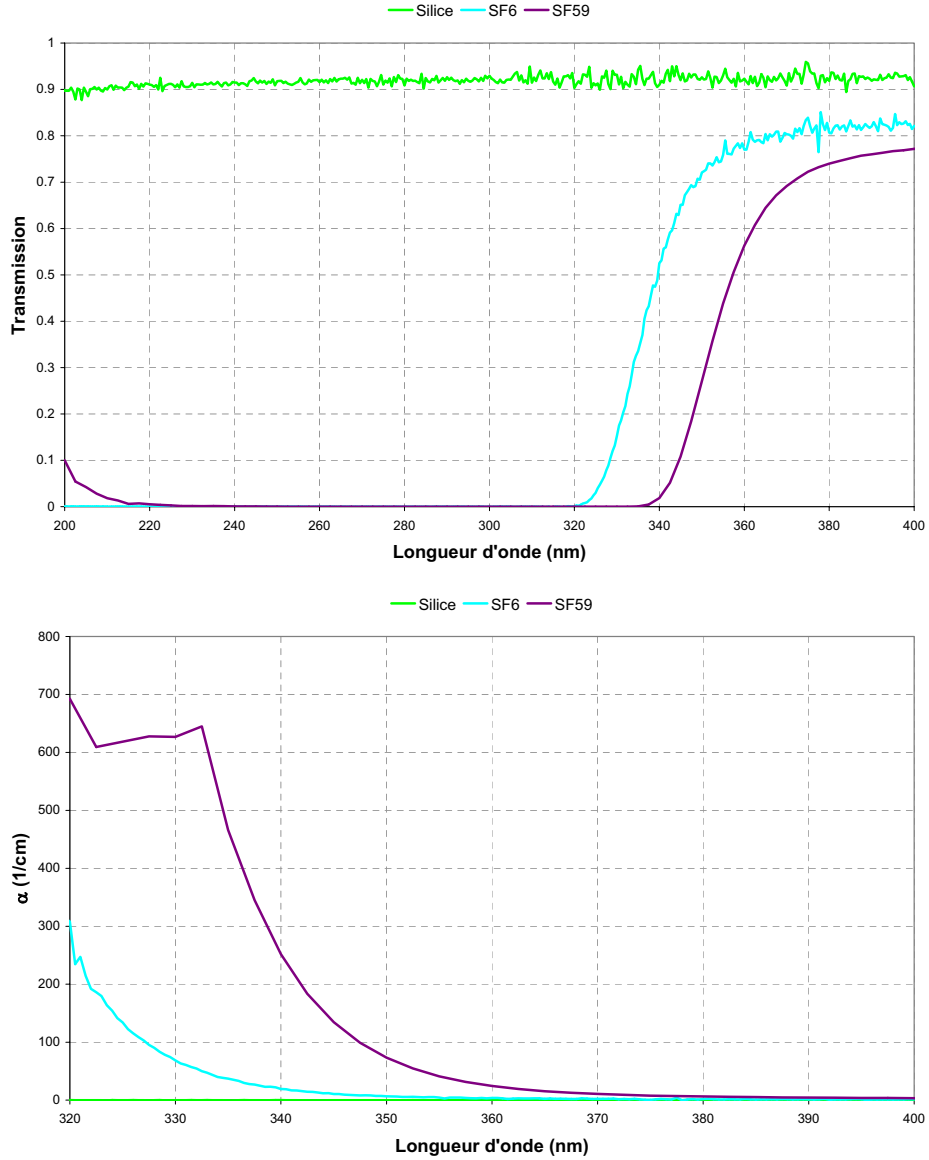 Silice SF6 SF59
1
0.9
0.8
0.7
0.6
0.5
0.4
0.3
0.2
0.1
0
Transmission
200 220 240 260 280 300 320 340 360 380 400
Longueur d'onde (nm)
Silice SF6 SF59
800
700
600
500
400
300
200
100
0
α (1/cm)
320 330 340 350 360 370 380 390 400
Longueur d'onde (nm)